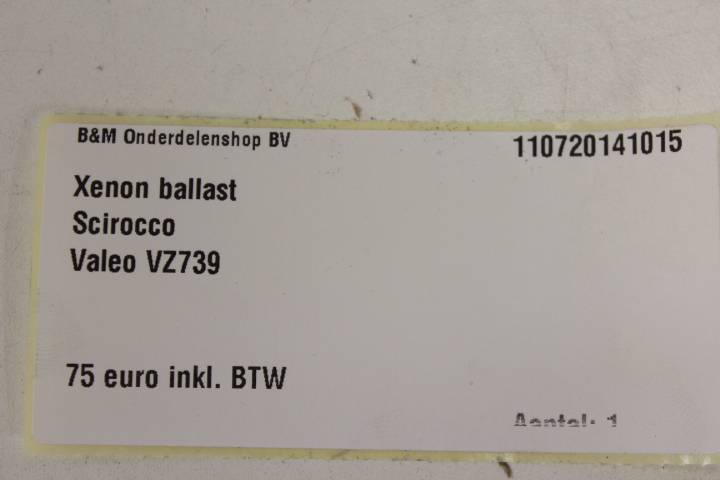 B&M Onderdelenshop BV 110720141015
Xenon ballast
Scirocco
Valeo VZ739
75 euro inkl. BTW
Aantal: 1